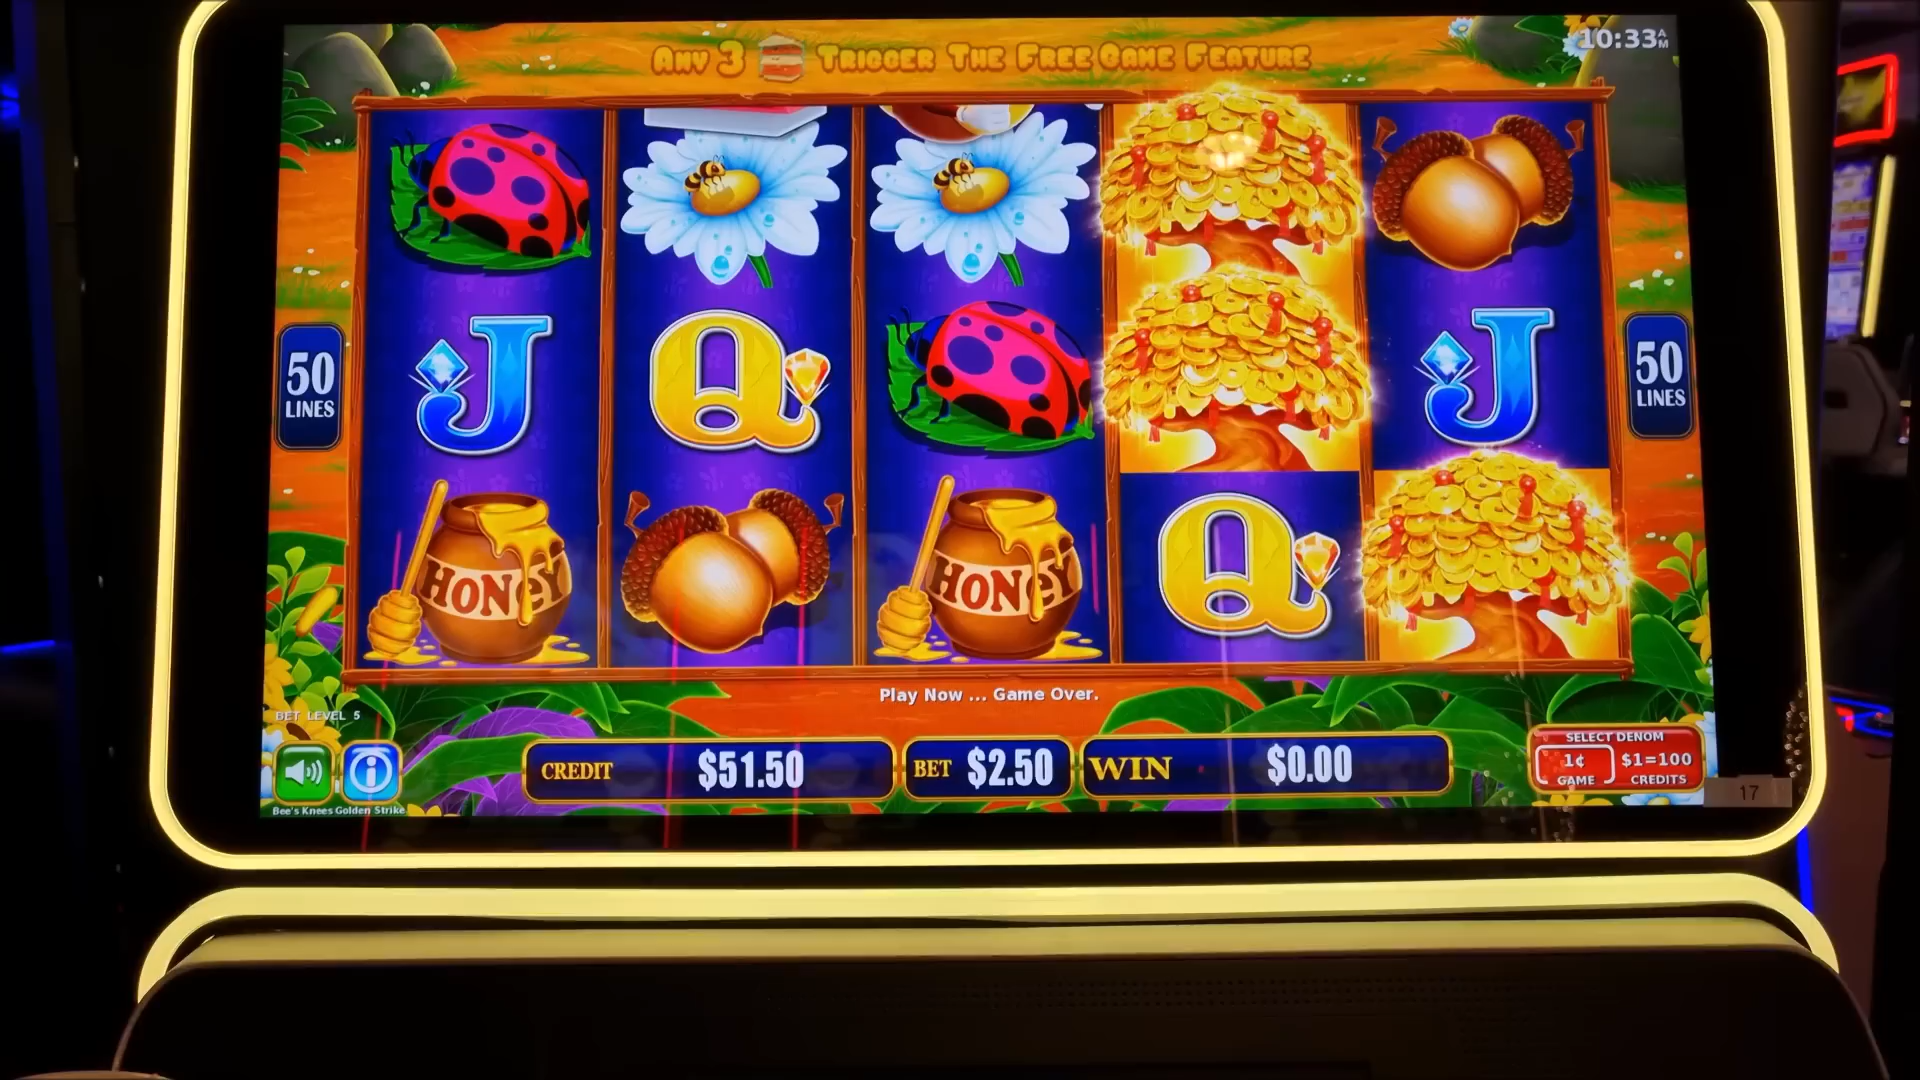 ANY 3 TRIGGER THE FREE GAME FEATURE
10:33 AM
J
Q
J
50
LINES
50
LINES
HONEY
HONEY
Q
Play Now ... Game Over.
BET LEVEL 5
CREDIT $51.50
BET $2.50
WIN $0.00
SELECT DENOM
1¢ GAME
$1=100 CREDITS
Bee's Knees Golden Strike
17